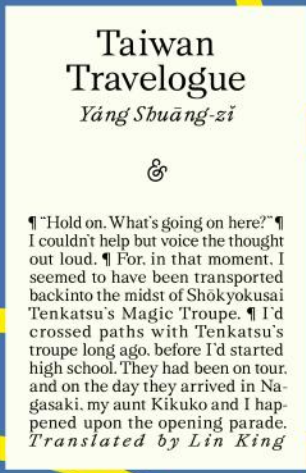 Taiwan
Travelogue
Yáng Shuāng-zǐ
&
¶ "Hold on. What's going on here?" ¶
I couldn't help but voice the thought
out loud. ¶ For, in that moment, I
seemed to have been transported
backinto the midst of Shōkyokusai
Tenkatsu's Magic Troupe. ¶ I'd
crossed paths with Tenkatsu's
troupe long ago, before I'd started
high school. They had been on tour,
and on the day they arrived in Na-
gasaki, my aunt Kikuko and I hap-
pened upon the opening parade.
Translated by Lin King